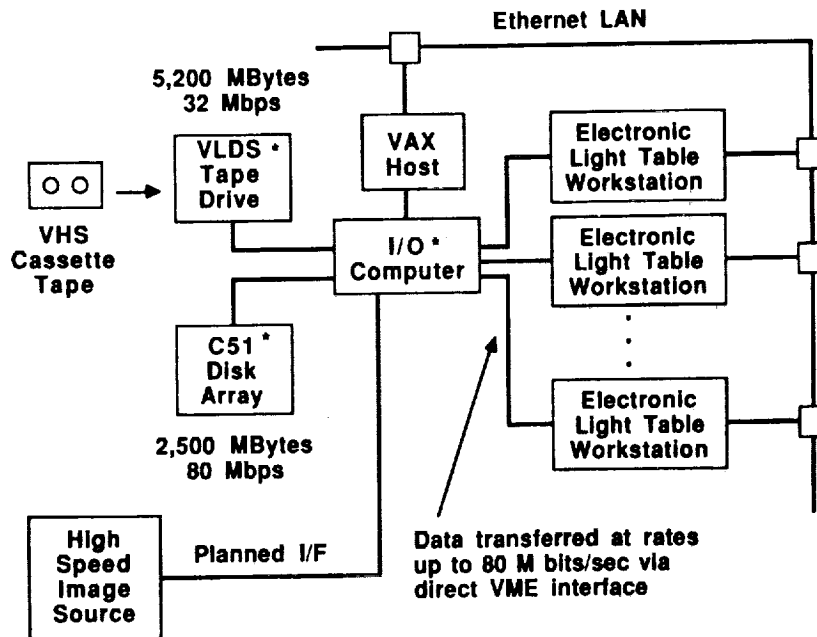 Ethernet LAN
5,200 MBytes
32 Mbps
VLDS *
Tape
Drive
VAX
Host
Electronic
Light Table
Workstation
VHS
Cassette
Tape
I/O *
Computer
Electronic
Light Table
Workstation
C51 *
Disk
Array
Electronic
Light Table
Workstation
2,500 MBytes
80 Mbps
High
Speed
Image
Source
Planned I/F
Data transferred at rates
up to 80 M bits/sec via
direct VME interface